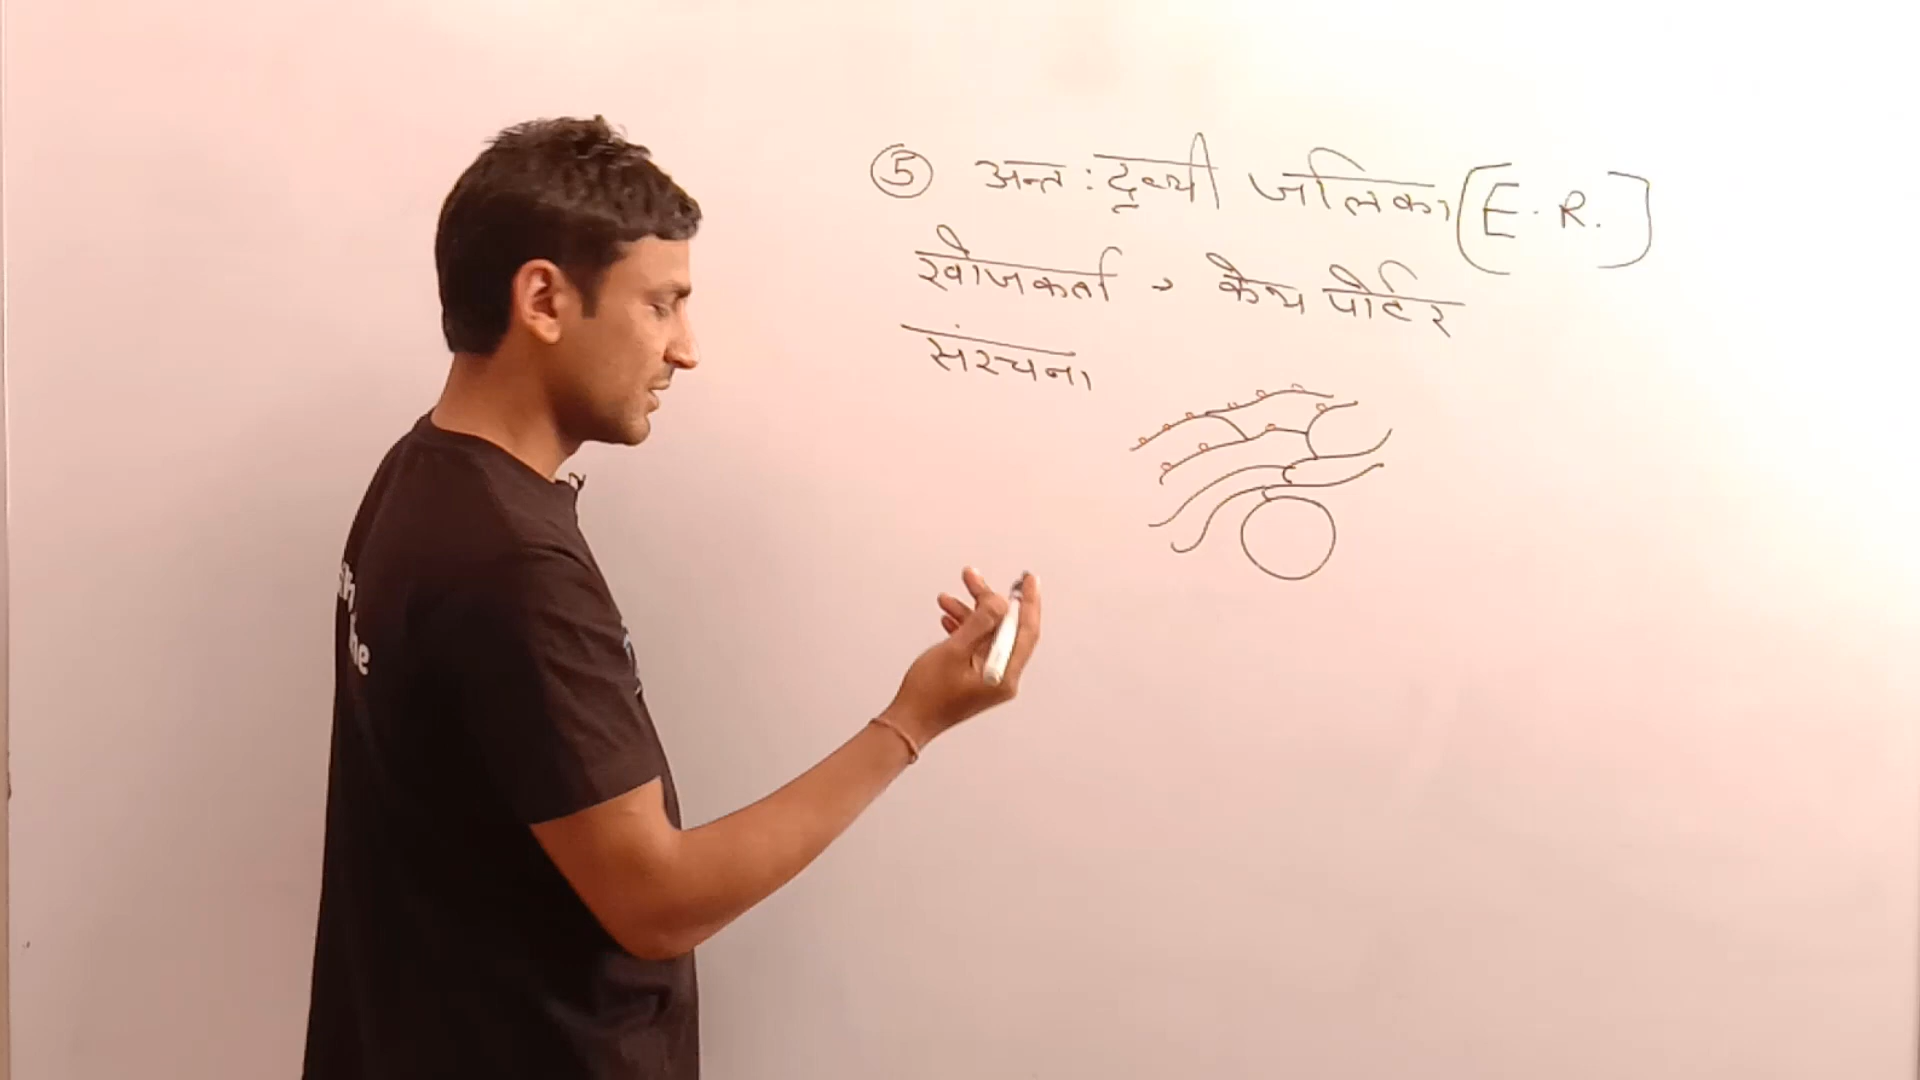 ⑤ अन्त: द्रव्यी जालिका [E.R.]
खोजकर्ता → कैथ पोर्टर
संरचना